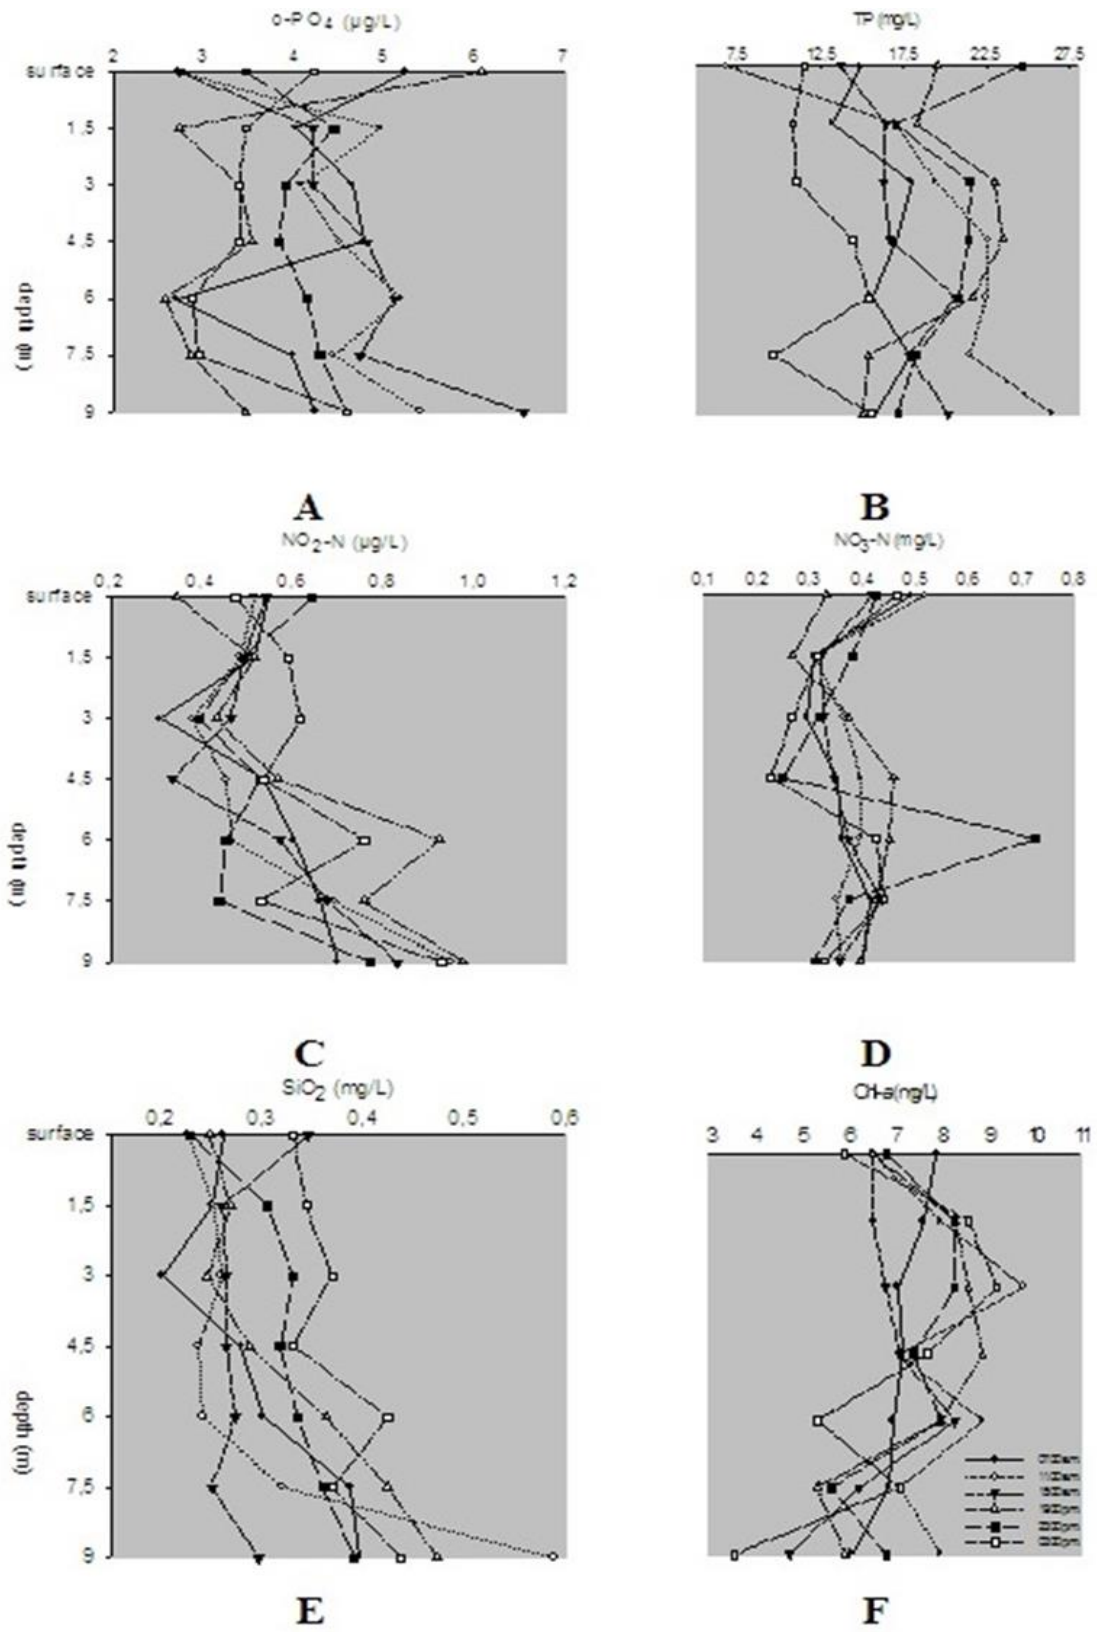 o-PO4 (µg/L)
2 3 4 5 6 7
surface
1.5
3
4.5
6
7.5
9
depth (m)
A
TP (mg/L)
7.5 12.5 17.5 22.5 27.5
B
NO2-N (µg/L)
0,2 0,4 0,6 0,8 1,0 1,2
surface
1,5
3
4,5
6
7,5
9
depth (m)
C
NO3-N (mg/L)
0,1 0,2 0,3 0,4 0,5 0,6 0,7 0,8
D
SiO2 (mg/L)
0,2 0,3 0,4 0,5 0,6
surface
1,5
3
4,5
6
7,5
9
depth (m)
E
Chl-a (ng/L)
3 4 5 6 7 8 9 10 11
F